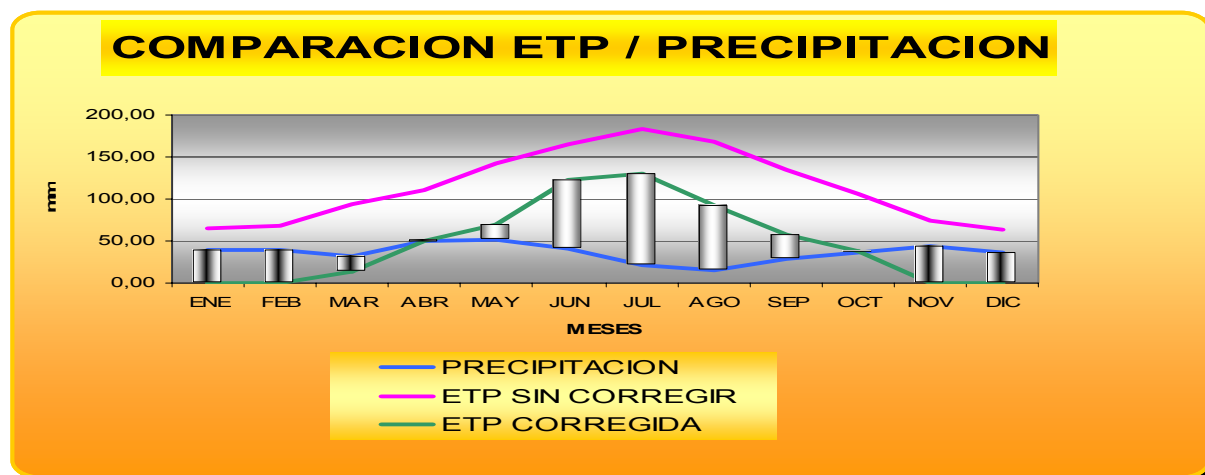 COMPARACION ETP / PRECIPITACION
200,00
150,00
100,00
50,00
0,00
mm
ENE FEB MAR ABR MAY JUN JUL AGO SEP OCT NOV DIC
MESES
PRECIPITACION
ETP SIN CORREGIR
ETP CORREGIDA